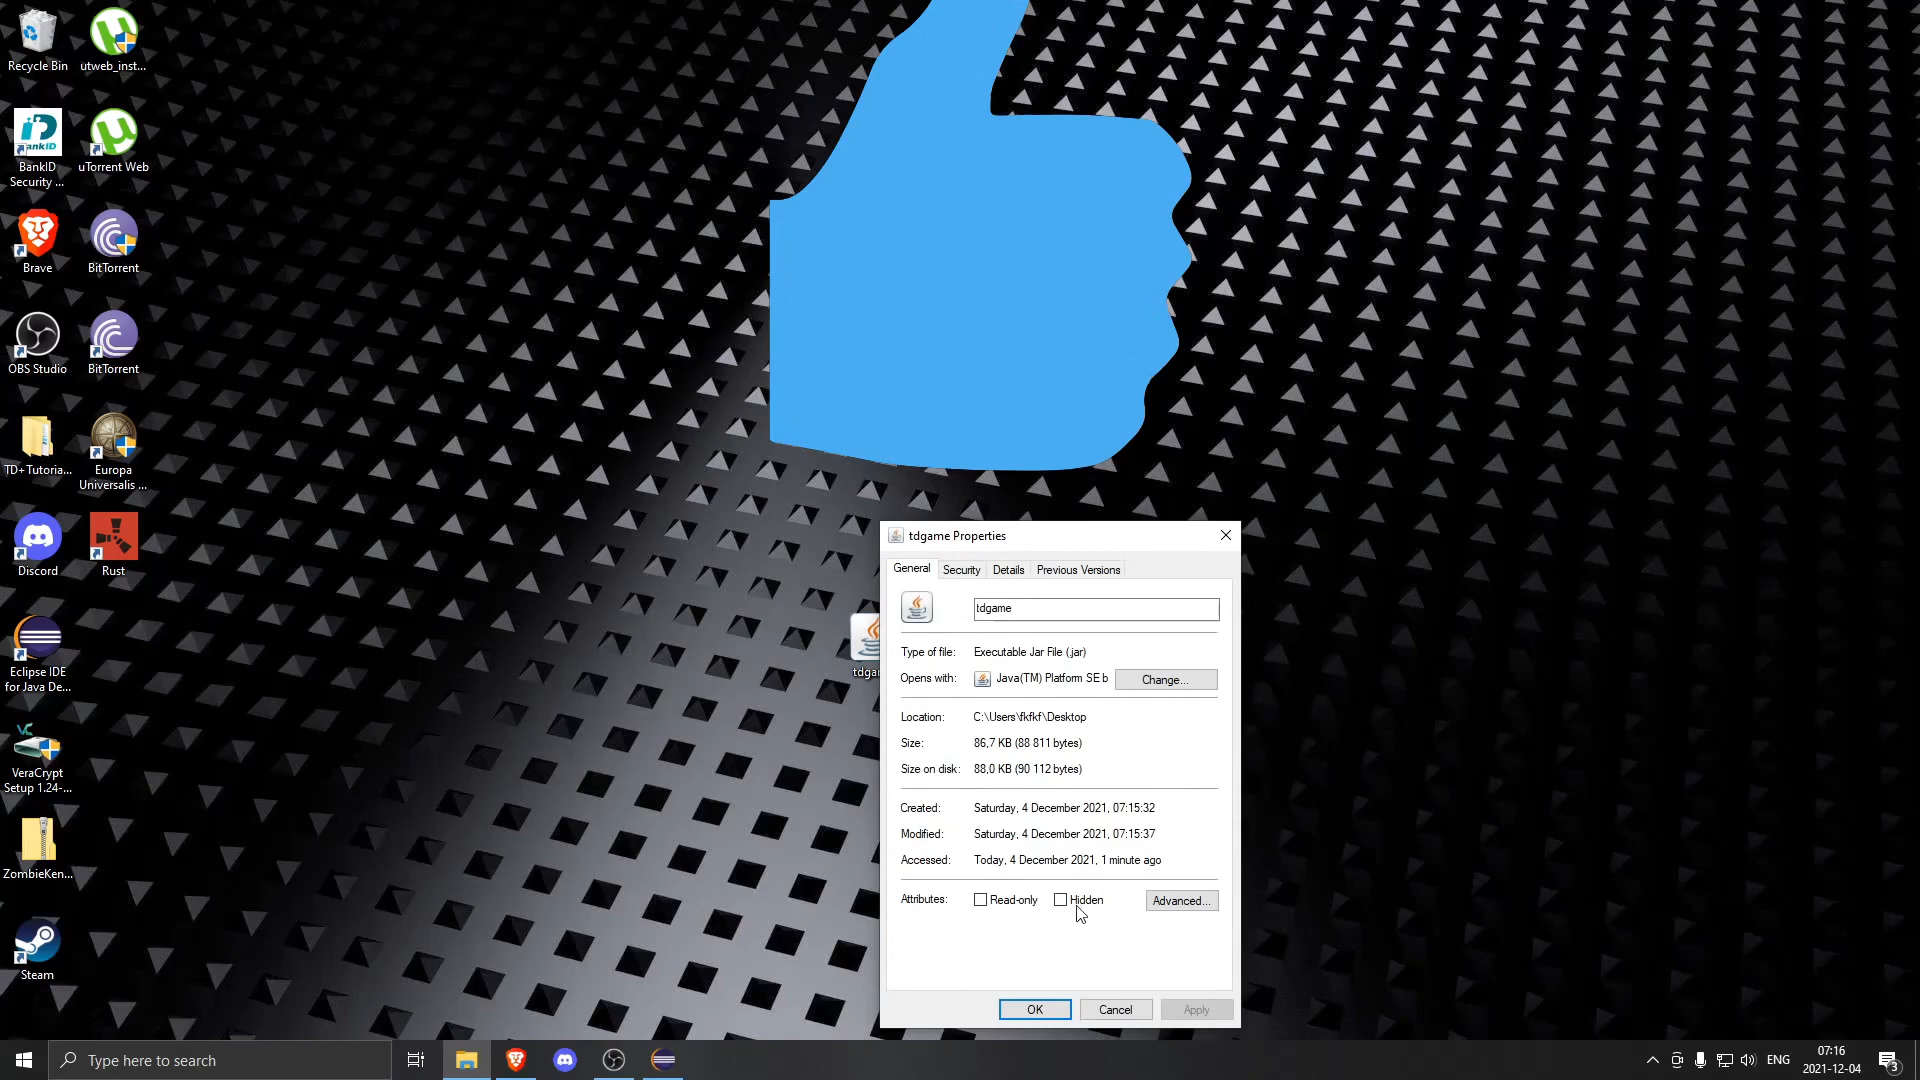 Recycle Bin
utweb_inst...
BankID
Security ...
uTorrent Web
Brave
BitTorrent
OBS Studio
BitTorrent
TD+Tutoria...
Europa
Universalis ...
Discord
Rust
Eclipse IDE
for Java De...
VC
VeraCrypt
Setup 1.24-...
ZombieKen...
Steam
tdgam
tdgame Properties
General
Security
Details
Previous Versions
tdgame
Type of file:
Executable Jar File (.jar)
Opens with:
Java(TM) Platform SE b
Change...
Location:
C:\Users\fkfkf\Desktop
Size:
86,7 KB (88 811 bytes)
Size on disk:
88,0 KB (90 112 bytes)
Created:
Saturday, 4 December 2021, 07:15:32
Modified:
Saturday, 4 December 2021, 07:15:37
Accessed:
Today, 4 December 2021, 1 minute ago
Attributes:
Read-only
Hidden
Advanced...
OK
Cancel
Apply
Type here to search
ENG
07:16
2021-12-04
3